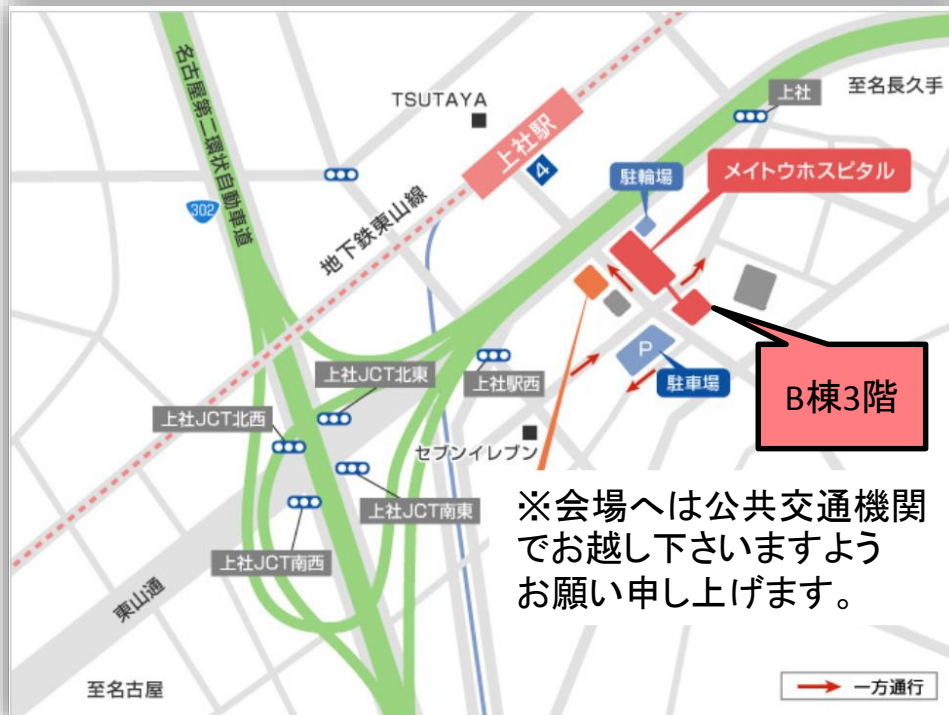 名古屋第二環状自動車道
302
TSUTAYA
上社駅
4
地下鉄東山線
上社
至名長久手
駐輪場
メイトウホスピタル
P
駐車場
B棟3階
上社駅西
上社JCT北東
上社JCT北西
セブンイレブン
上社JCT南東
上社JCT南西
東山通
至名古屋
※会場へは公共交通機関
でお越し下さいますよう
お願い申し上げます。
一方通行